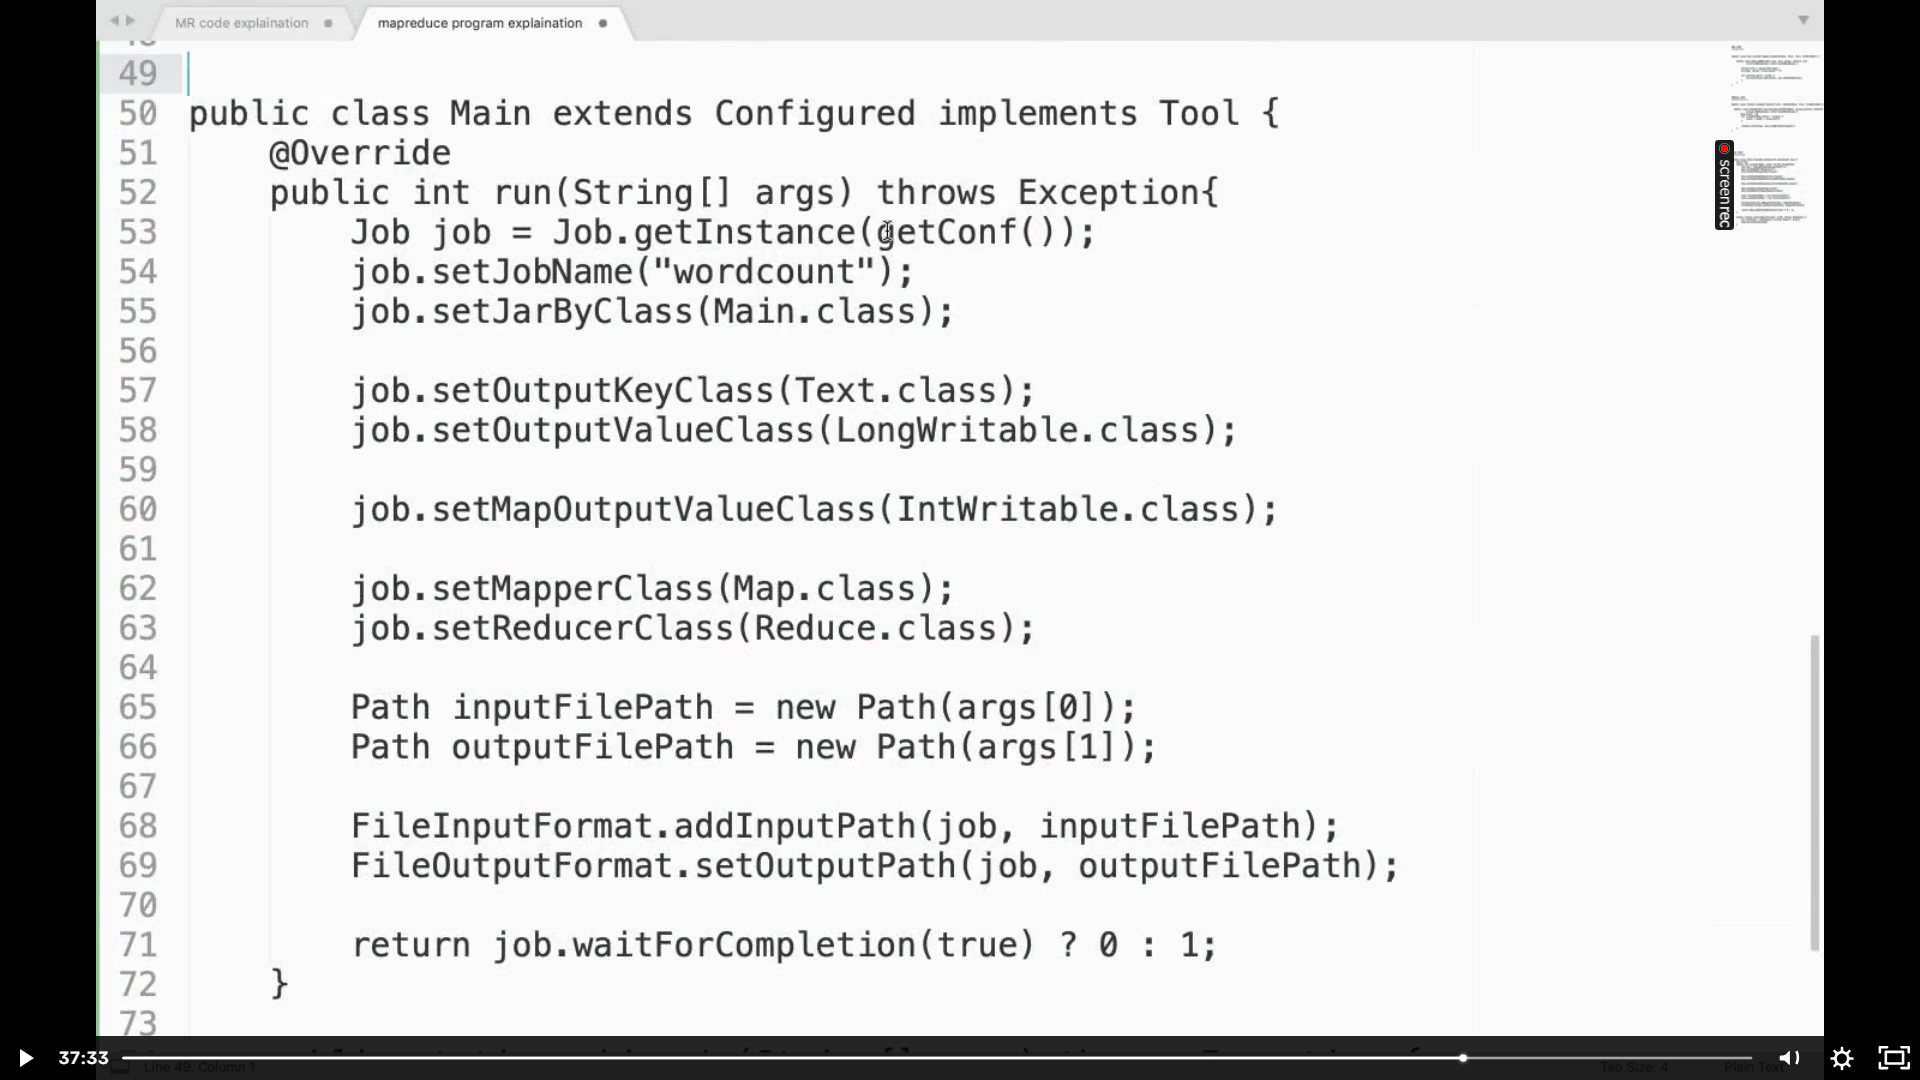 MR code explaination
mapreduce program explaination
49
50 public class Main extends Configured implements Tool {
51 @Override
52 public int run(String[] args) throws Exception{
53 Job job = Job.getInstance(getConf());
54 job.setJobName("wordcount");
55 job.setJarByClass(Main.class);
56
57 job.setOutputKeyClass(Text.class);
58 job.setOutputValueClass(LongWritable.class);
59
60 job.setMapOutputValueClass(IntWritable.class);
61
62 job.setMapperClass(Map.class);
63 job.setReducerClass(Reduce.class);
64
65 Path inputFilePath = new Path(args[0]);
66 Path outputFilePath = new Path(args[1]);
67
68 FileInputFormat.addInputPath(job, inputFilePath);
69 FileOutputFormat.setOutputPath(job, outputFilePath);
70
71 return job.waitForCompletion(true) ? 0 : 1;
72 }
73
screenrec
37:33
Line 49, Column 1
Tab Size: 4
Plain Text